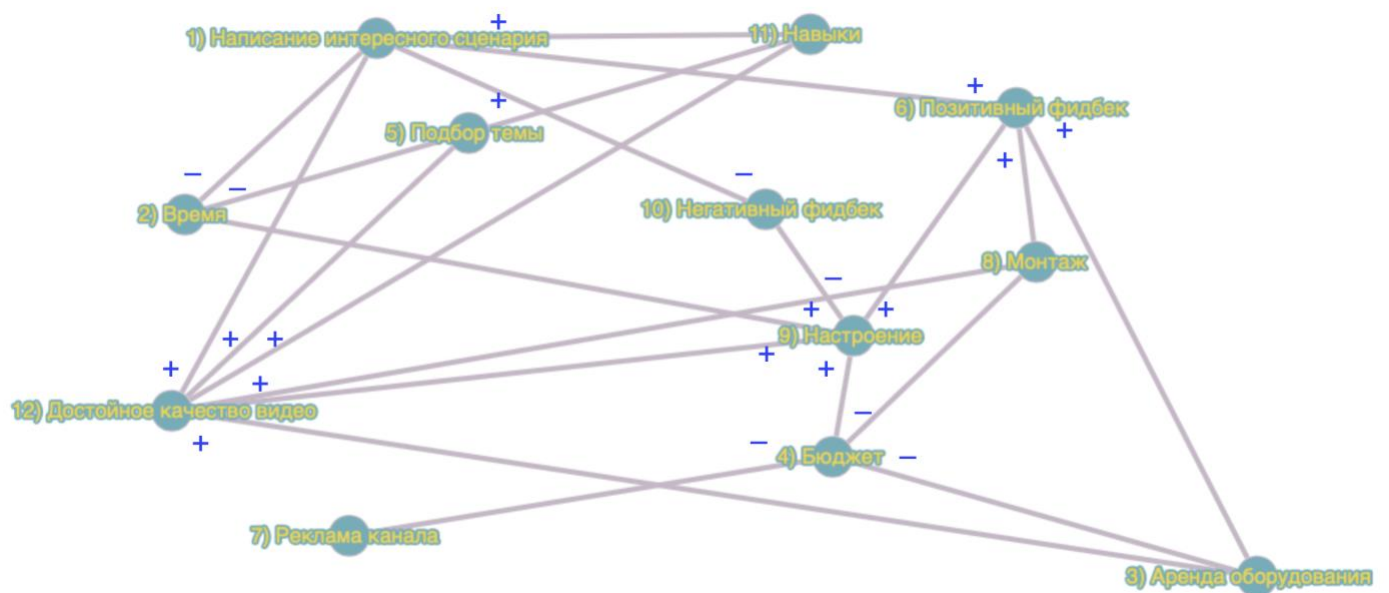 +
1) Написание интересного сценария
11) Навыки
+
+
6) Позитивный фидбек
+
5) Подбор темы
+
−
−
−
2) Время
10) Негативный фидбек
8) Монтаж
−
+
+
9) Настроение
+
+
+
+
+
+
12) Достойное качество видео
−
+
−
4) Бюджет
−
7) Реклама канала
3) Аренда оборудования